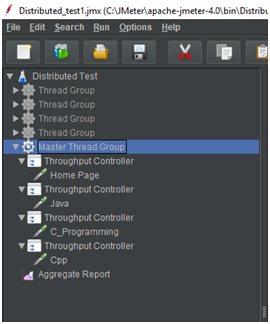 Distributed_test1.jmx (C:\JMeter\apache-jmeter-4.0\bin\Distribu
File Edit Search Run Options Help
Distributed Test
Thread Group
Thread Group
Thread Group
Thread Group
Master Thread Group
Throughput Controller
Home Page
Throughput Controller
Java
Throughput Controller
C_Programming
Throughput Controller
Cpp
Aggregate Report